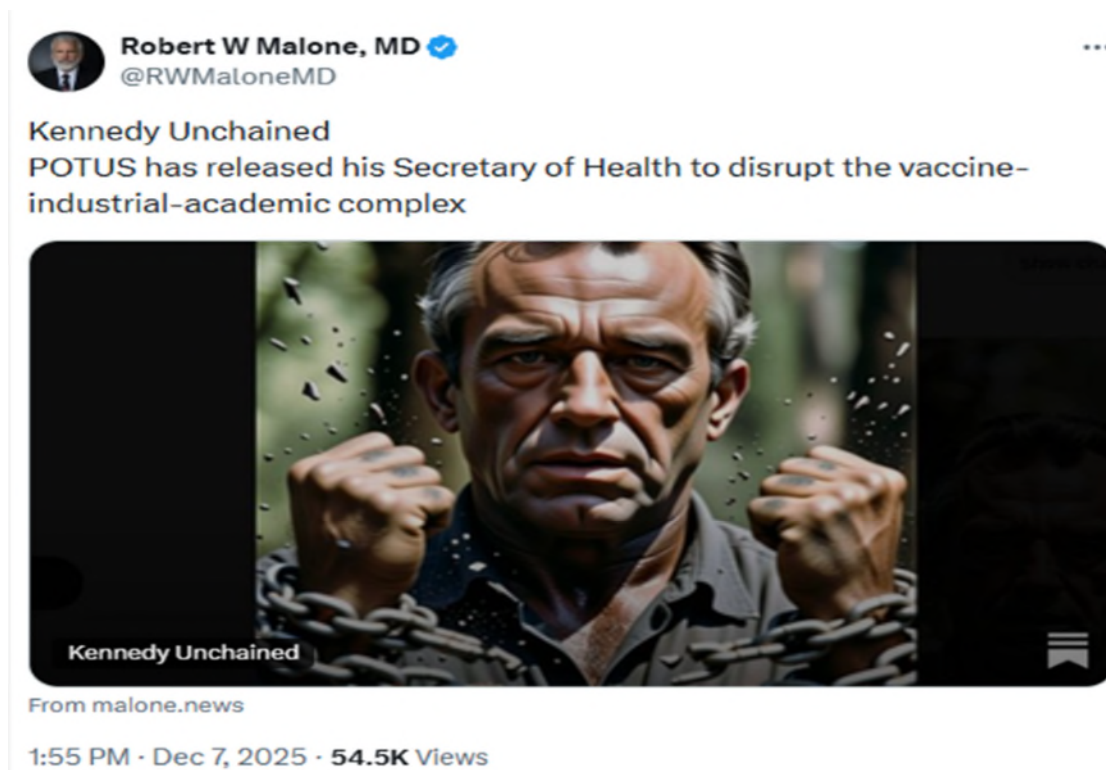 Robert W Malone, MD
@RWMaloneMD
Kennedy Unchained
POTUS has released his Secretary of Health to disrupt the vaccine-
industrial-academic complex
Kennedy Unchained
From malone.news
1:55 PM · Dec 7, 2025 · 54.5K Views